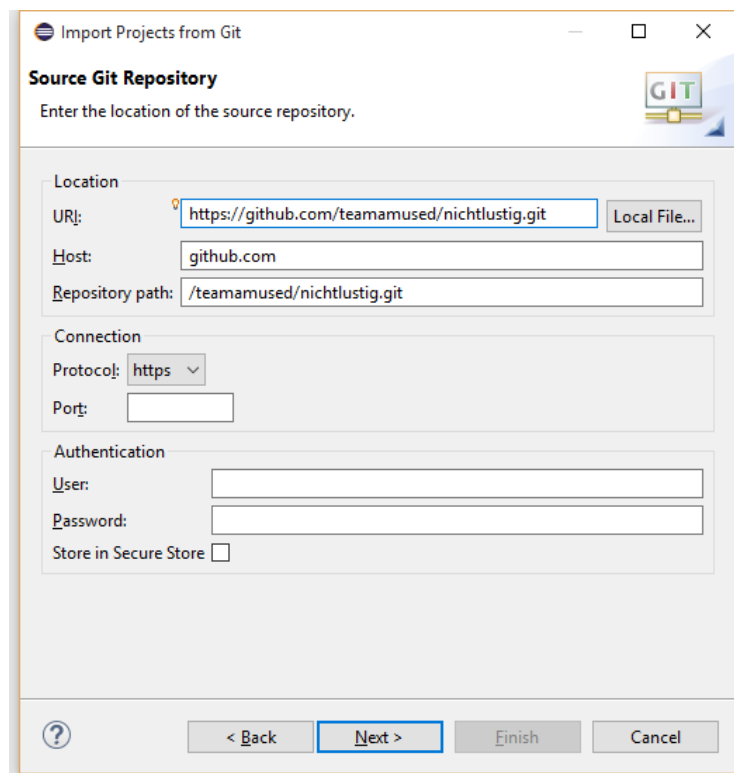 Import Projects from Git
Source Git Repository
Enter the location of the source repository.
GIT
Location
URI: https://github.com/teamamused/nichtlustig.git Local File...
Host: github.com
Repository path: /teamamused/nichtlustig.git
Connection
Protocol: https
Port:
Authentication
User:
Password:
Store in Secure Store
? < Back Next > Finish Cancel